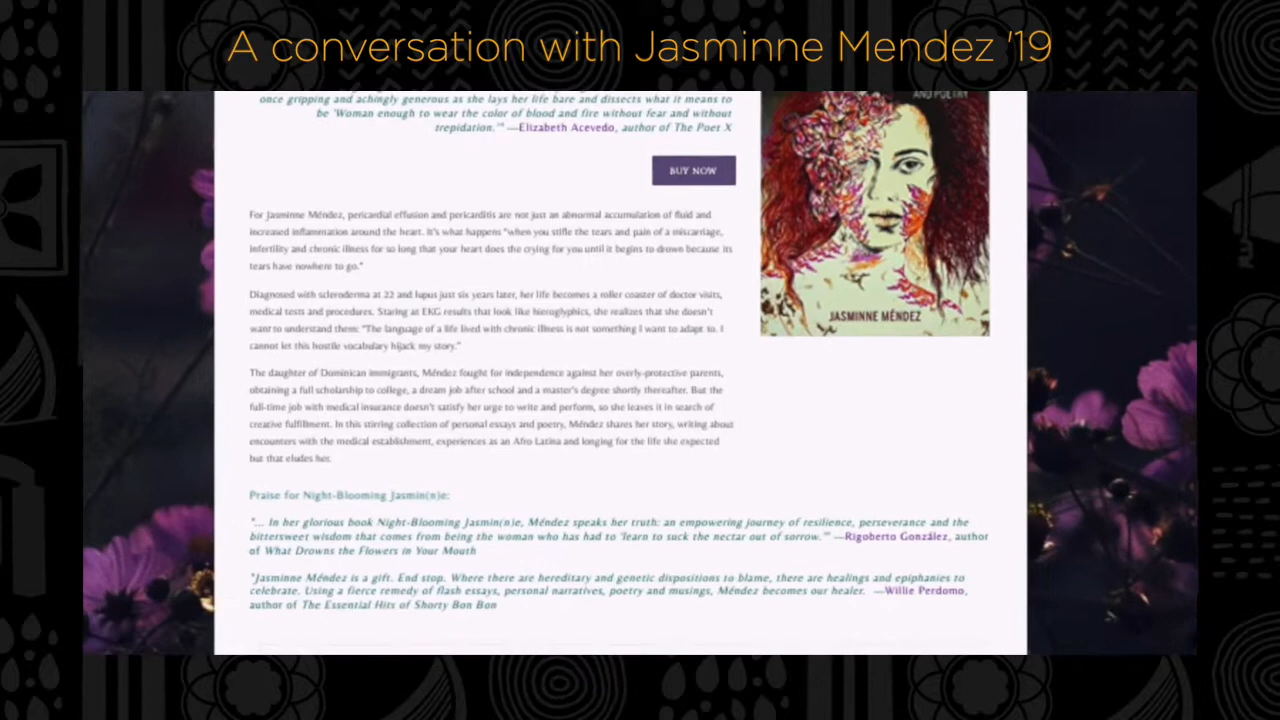 A conversation with Jasminne Mendez '19
AND POETRY
once gripping and achingly generous as she lays her life bare and dissects what it means to
be 'Woman enough to wear the color of blood and fire without fear and without
trepidation.'" —Elizabeth Acevedo, author of The Poet X
BUY NOW
For Jasminne Méndez, pericardial effusion and pericarditis are not just an abnormal accumulation of fluid and
increased inflammation around the heart. It's what happens "when you stifle the tears and pain of a miscarriage,
infertility and chronic illness for so long that your heart does the crying for you until it begins to drown because its
tears have nowhere to go."
Diagnosed with scleroderma at 22 and lupus just six years later, her life becomes a roller coaster of doctor visits,
medical tests and procedures. Staring at EKG results that look like hieroglyphics, she realizes that she doesn't
want to understand them: "The language of a life lived with chronic illness is not something I want to adapt to. I
cannot let this hostile vocabulary hijack my story."
The daughter of Dominican immigrants, Méndez fought for independence against her overly-protective parents,
obtaining a full scholarship to college, a dream job after school and a master's degree shortly thereafter. But the
full-time job with medical insurance doesn't satisfy her urge to write and perform, so she leaves it in search of
creative fulfillment. In this stirring collection of personal essays and poetry, Méndez shares her story, writing about
encounters with the medical establishment, experiences as an Afro Latina and longing for the life she expected
but that eludes her.
JASMINNE MÉNDEZ
Praise for Night-Blooming Jasmin(n)e:
"... In her glorious book Night-Blooming Jasmin(n)e, Méndez speaks her truth: an empowering journey of resilience, perseverance and the
bittersweet wisdom that comes from being the woman who has had to 'learn to suck the nectar out of sorrow.'" —Rigoberto González, author
of What Drowns the Flowers in Your Mouth
"Jasminne Méndez is a gift. End stop. Where there are hereditary and genetic dispositions to blame, there are healings and epiphanies to
celebrate. Using a fierce remedy of flash essays, personal narratives, poetry and musings, Méndez becomes our healer. —Willie Perdomo,
author of The Essential Hits of Shorty Bon Bon